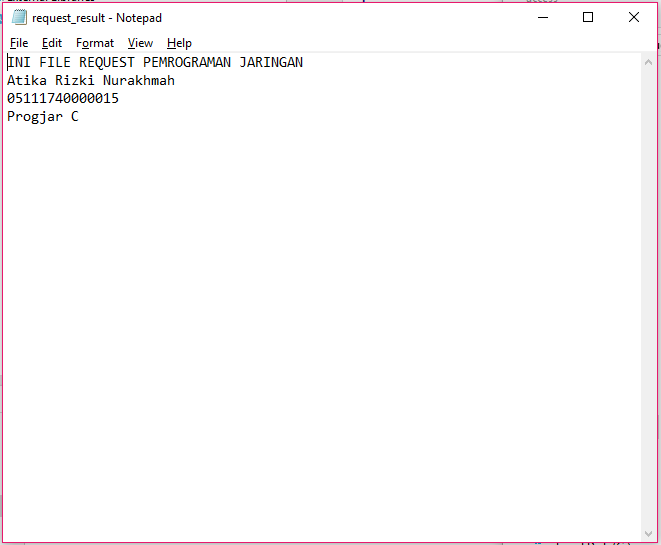 request_result - Notepad
File Edit Format View Help
INI FILE REQUEST PEMROGRAMAN JARINGAN
Atika Rizki Nurakhmah
05111740000015
Progjar C